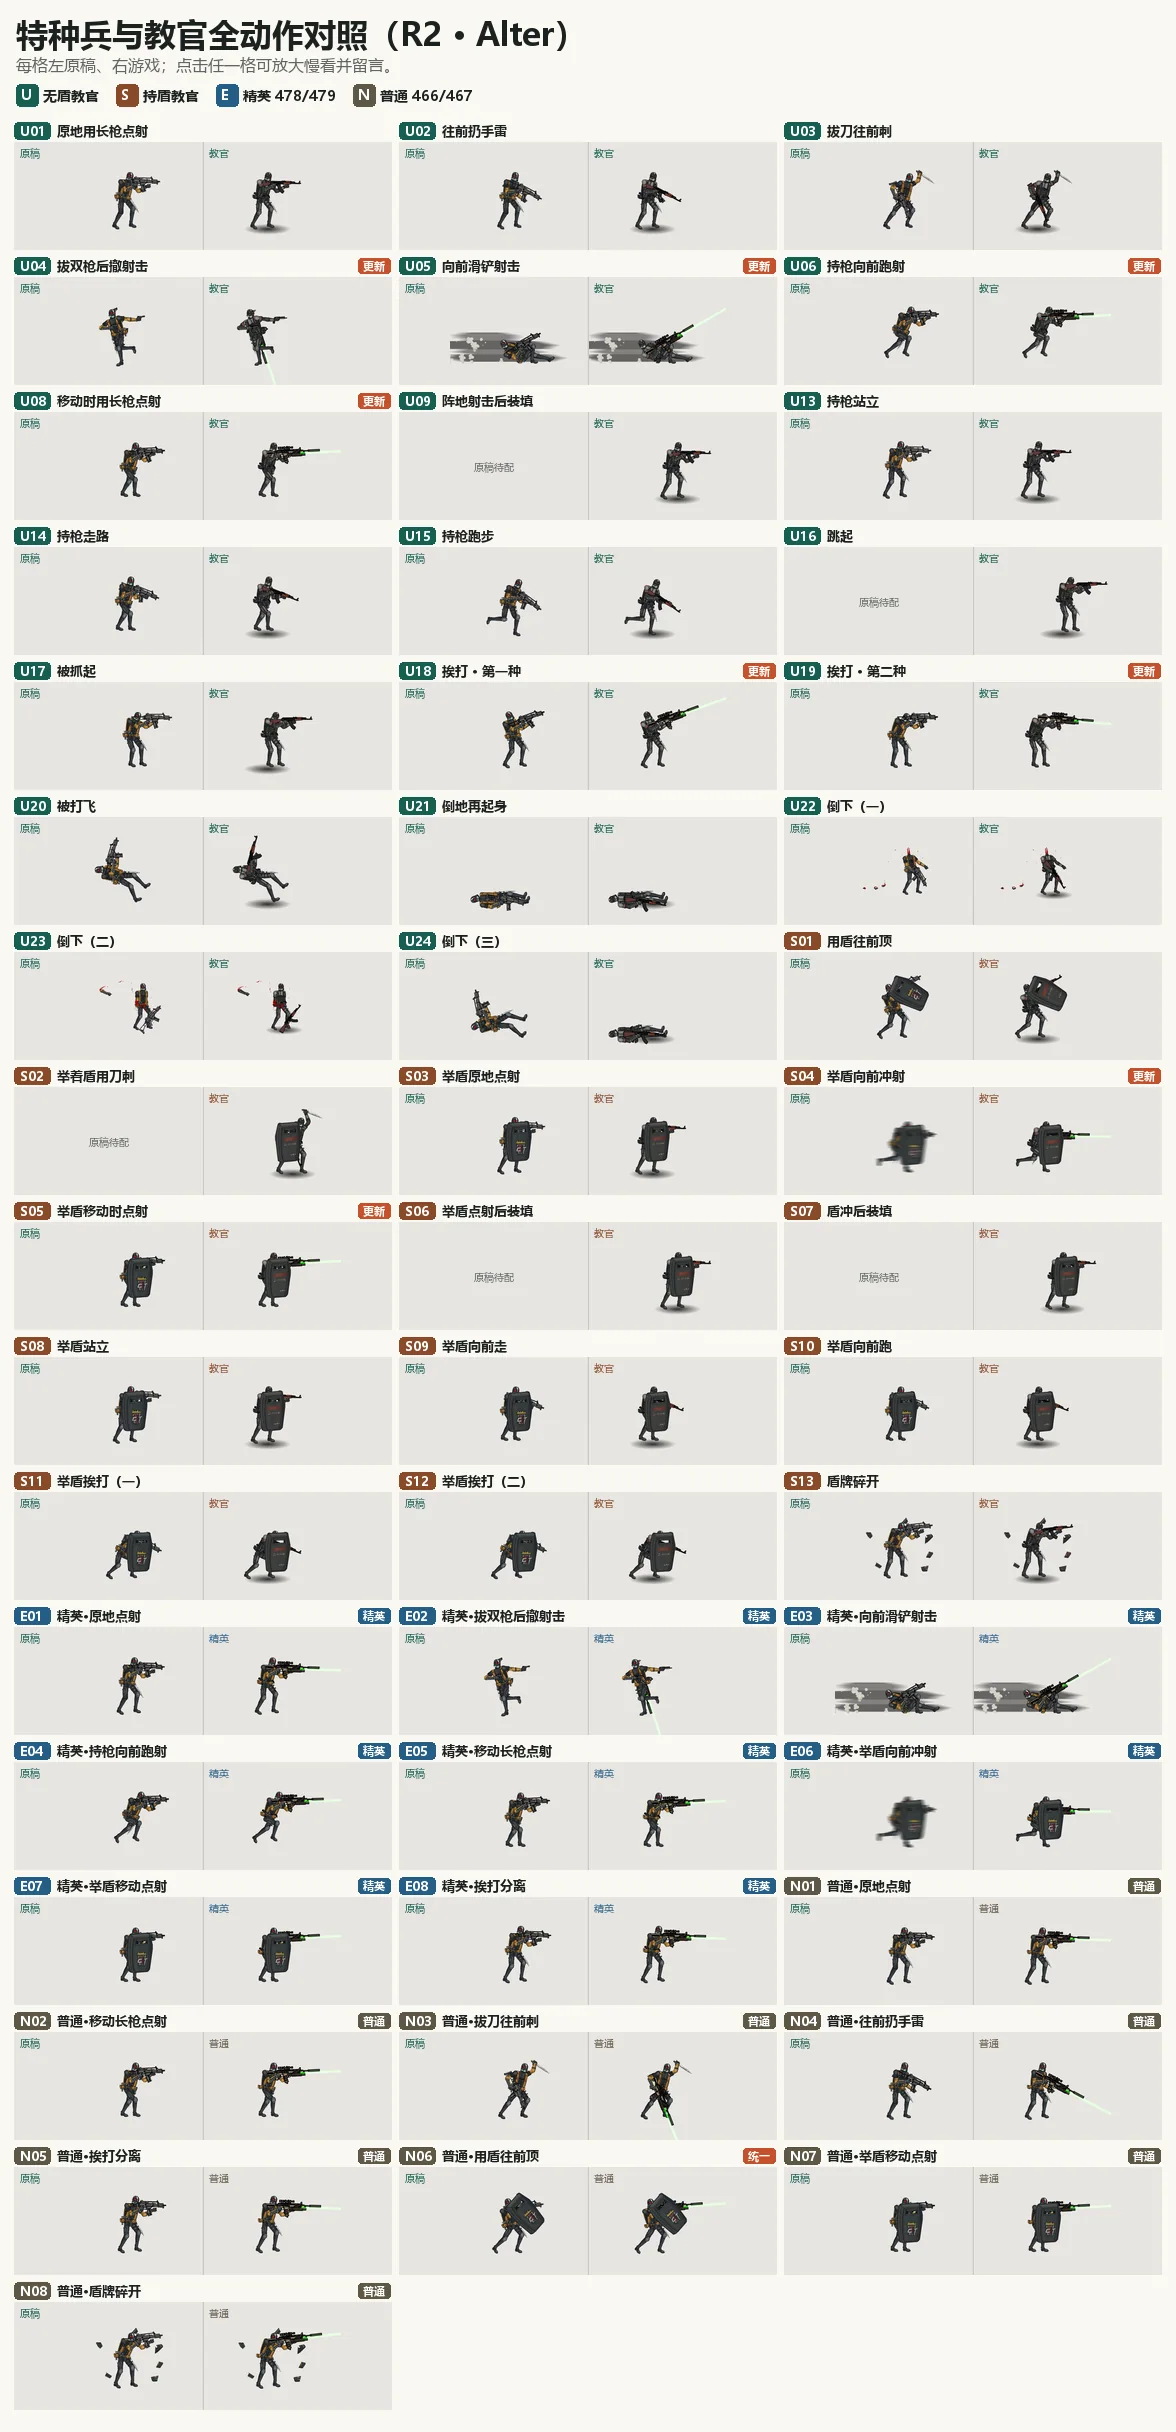 特种兵与教官全动作对照（R2 • Alter）
每格左原稿、右游戏；点击任一格可放大慢看并留言。
U 无盾教官 S 持盾教官 E 精英 478/479 N 普通 466/467
U01 原地用长枪点射
原稿 教官
U02 往前扔手雷
原稿 教官
U03 拔刀往前刺
原稿 教官
U04 拔双枪后撤射击 更新
原稿 教官
U05 向前滑铲射击 更新
原稿 教官
U06 持枪向前跑射 更新
原稿 教官
U08 移动时用长枪点射 更新
原稿 教官
U09 阵地射击后装填
原稿待配 教官
U13 持枪站立
原稿 教官
U14 持枪走路
原稿 教官
U15 持枪跑步
原稿 教官
U16 跳起
原稿待配 教官
U17 被抓起
原稿 教官
U18 挨打 • 第一种 更新
原稿 教官
U19 挨打 • 第二种 更新
原稿 教官
U20 被打飞
原稿 教官
U21 倒地再起身
原稿 教官
U22 倒下（一）
原稿 教官
U23 倒下（二）
原稿 教官
U24 倒下（三）
原稿 教官
S01 用盾往前顶
原稿 教官
S02 举着盾用刀刺
原稿待配 教官
S03 举盾原地点射
原稿 教官
S04 举盾向前冲射 更新
原稿 教官
S05 举盾移动时点射 更新
原稿 教官
S06 举盾点射后装填
原稿待配 教官
S07 盾冲后装填
原稿待配 教官
S08 举盾站立
原稿 教官
S09 举盾向前走
原稿 教官
S10 举盾向前跑
原稿 教官
S11 举盾挨打（一）
原稿 教官
S12 举盾挨打（二）
原稿 教官
S13 盾牌碎开
原稿 教官
E01 精英•原地点射 精英
原稿 精英
E02 精英•拔双枪后撤射击 精英
原稿 精英
E03 精英•向前滑铲射击 精英
原稿 精英
E04 精英•持枪向前跑射 精英
原稿 精英
E05 精英•移动长枪点射 精英
原稿 精英
E06 精英•举盾向前冲射 精英
原稿 精英
E07 精英•举盾移动点射 精英
原稿 精英
E08 精英•挨打分离 精英
原稿 精英
N01 普通•原地点射 普通
原稿 普通
N02 普通•移动长枪点射 普通
原稿 普通
N03 普通•拔刀往前刺 普通
原稿 普通
N04 普通•往前扔手雷 普通
原稿 普通
N05 普通•挨打分离 普通
原稿 普通
N06 普通•用盾往前顶 统一
原稿 普通
N07 普通•举盾移动点射 普通
原稿 普通
N08 普通•盾牌碎开 普通
原稿 普通